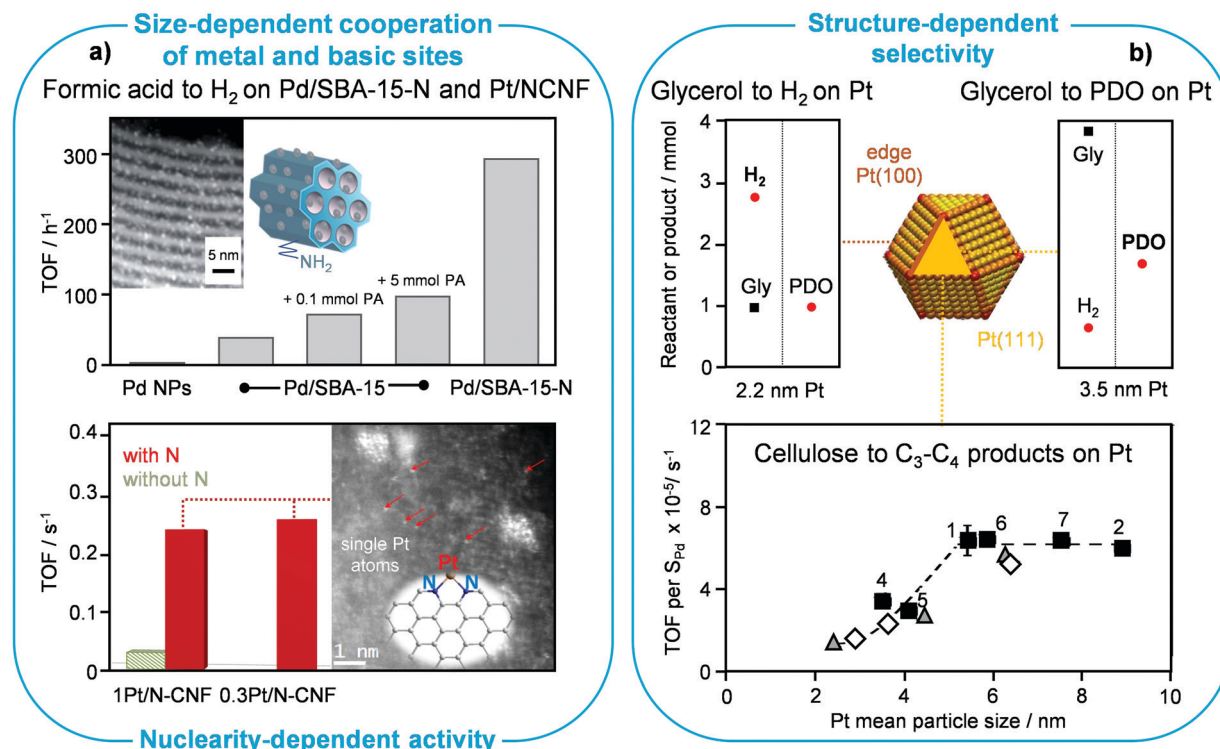 a)
Size-dependent cooperation
of metal and basic sites
Formic acid to H₂ on Pd/SBA-15-N and Pt/NCNF
300
200
100
0
TOF / h⁻¹
5 nm
NH₂
+ 0.1 mmol PA
+ 5 mmol PA
Pd NPs
Pd/SBA-15
Pd/SBA-15-N
0.4
0.3
0.2
0.1
0
TOF / s⁻¹
with N
without N
single Pt
atoms
Pt
N
N
1 nm
1Pt/N-CNF
0.3Pt/N-CNF
Nuclearity-dependent activity
Structure-dependent
selectivity
b)
Glycerol to H₂ on Pt
Glycerol to PDO on Pt
4
3
2
1
0
Reactant or product / mmol
H₂
Gly
PDO
2.2 nm Pt
edge
Pt(100)
Pt(111)
Gly
PDO
H₂
3.5 nm Pt
Cellulose to C₃-C₄ products on Pt
12
9
6
3
0
TOF per S_Pd x 10⁻⁵/ s⁻¹
1
6
7
2
4
5
0
2
4
6
8
10
Pt mean particle size / nm